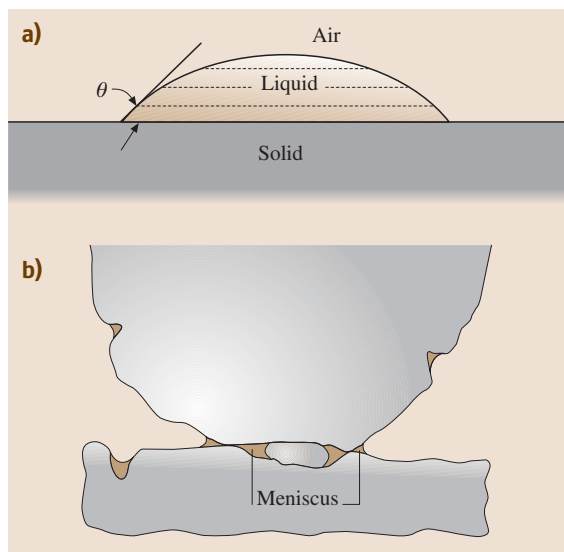 a)
Air
θ
Liquid
Solid
b)
Meniscus